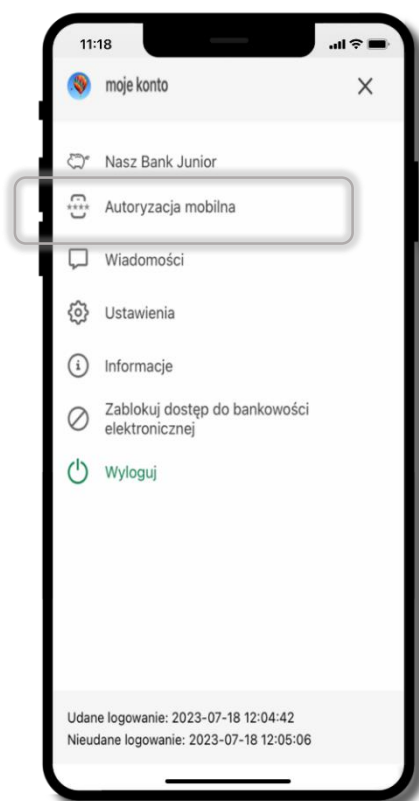 11:18
moje konto
Nasz Bank Junior
Autoryzacja mobilna
Wiadomości
Ustawienia
Informacje
Zablokuj dostęp do bankowości
elektronicznej
Wyloguj
Udane logowanie: 2023-07-18 12:04:42
Nieudane logowanie: 2023-07-18 12:05:06